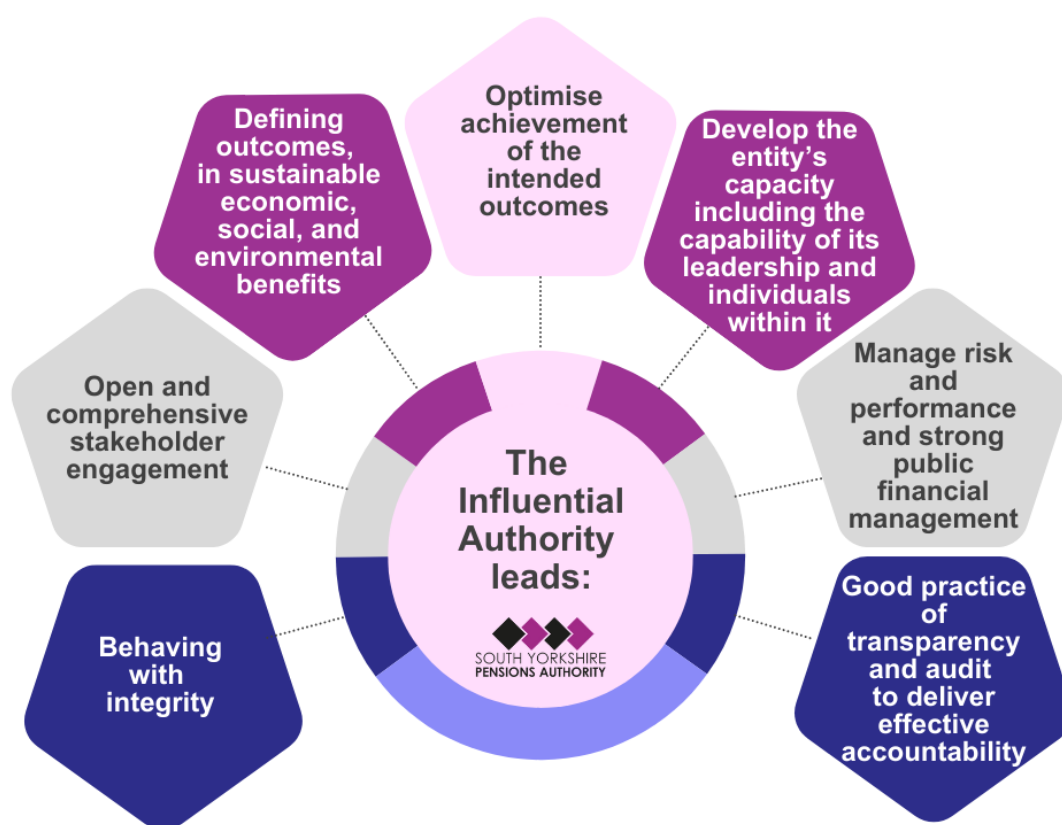 Optimise
achievement
of the
intended
outcomes
Defining
outcomes,
in sustainable
economic,
social, and
environmental
benefits
Develop the
entity’s
capacity
including the
capability of its
leadership and
individuals
within it
Open and
comprehensive
stakeholder
engagement
Manage risk
and
performance
and strong
public
financial
management
The
Influential
Authority
leads:
SOUTH YORKSHIRE
PENSIONS AUTHORITY
Behaving
with
integrity
Good practice
of
transparency
and audit
to deliver
effective
accountability